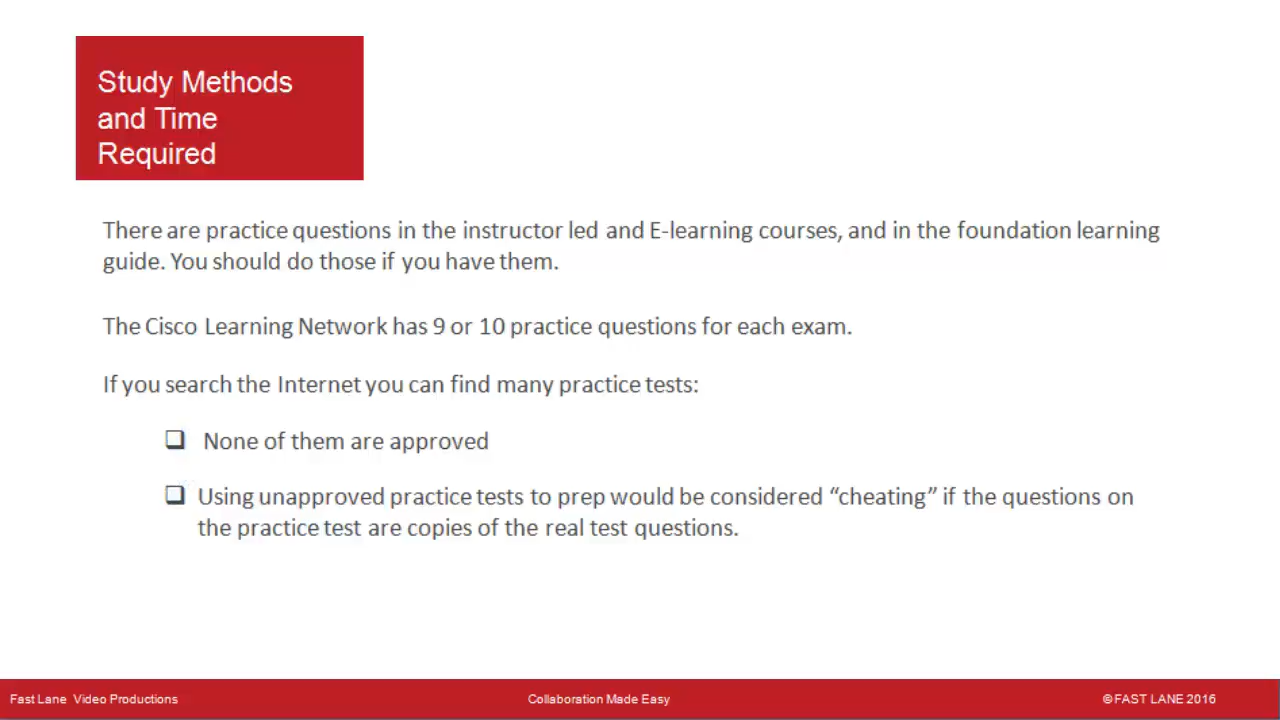 Study Methods
and Time
Required
There are practice questions in the instructor led and E-learning courses, and in the foundation learning
guide. You should do those if you have them.
The Cisco Learning Network has 9 or 10 practice questions for each exam.
If you search the Internet you can find many practice tests:
❑ None of them are approved
❑ Using unapproved practice tests to prep would be considered “cheating” if the questions on
the practice test are copies of the real test questions.
Fast Lane Video Productions
Collaboration Made Easy
© FAST LANE 2016